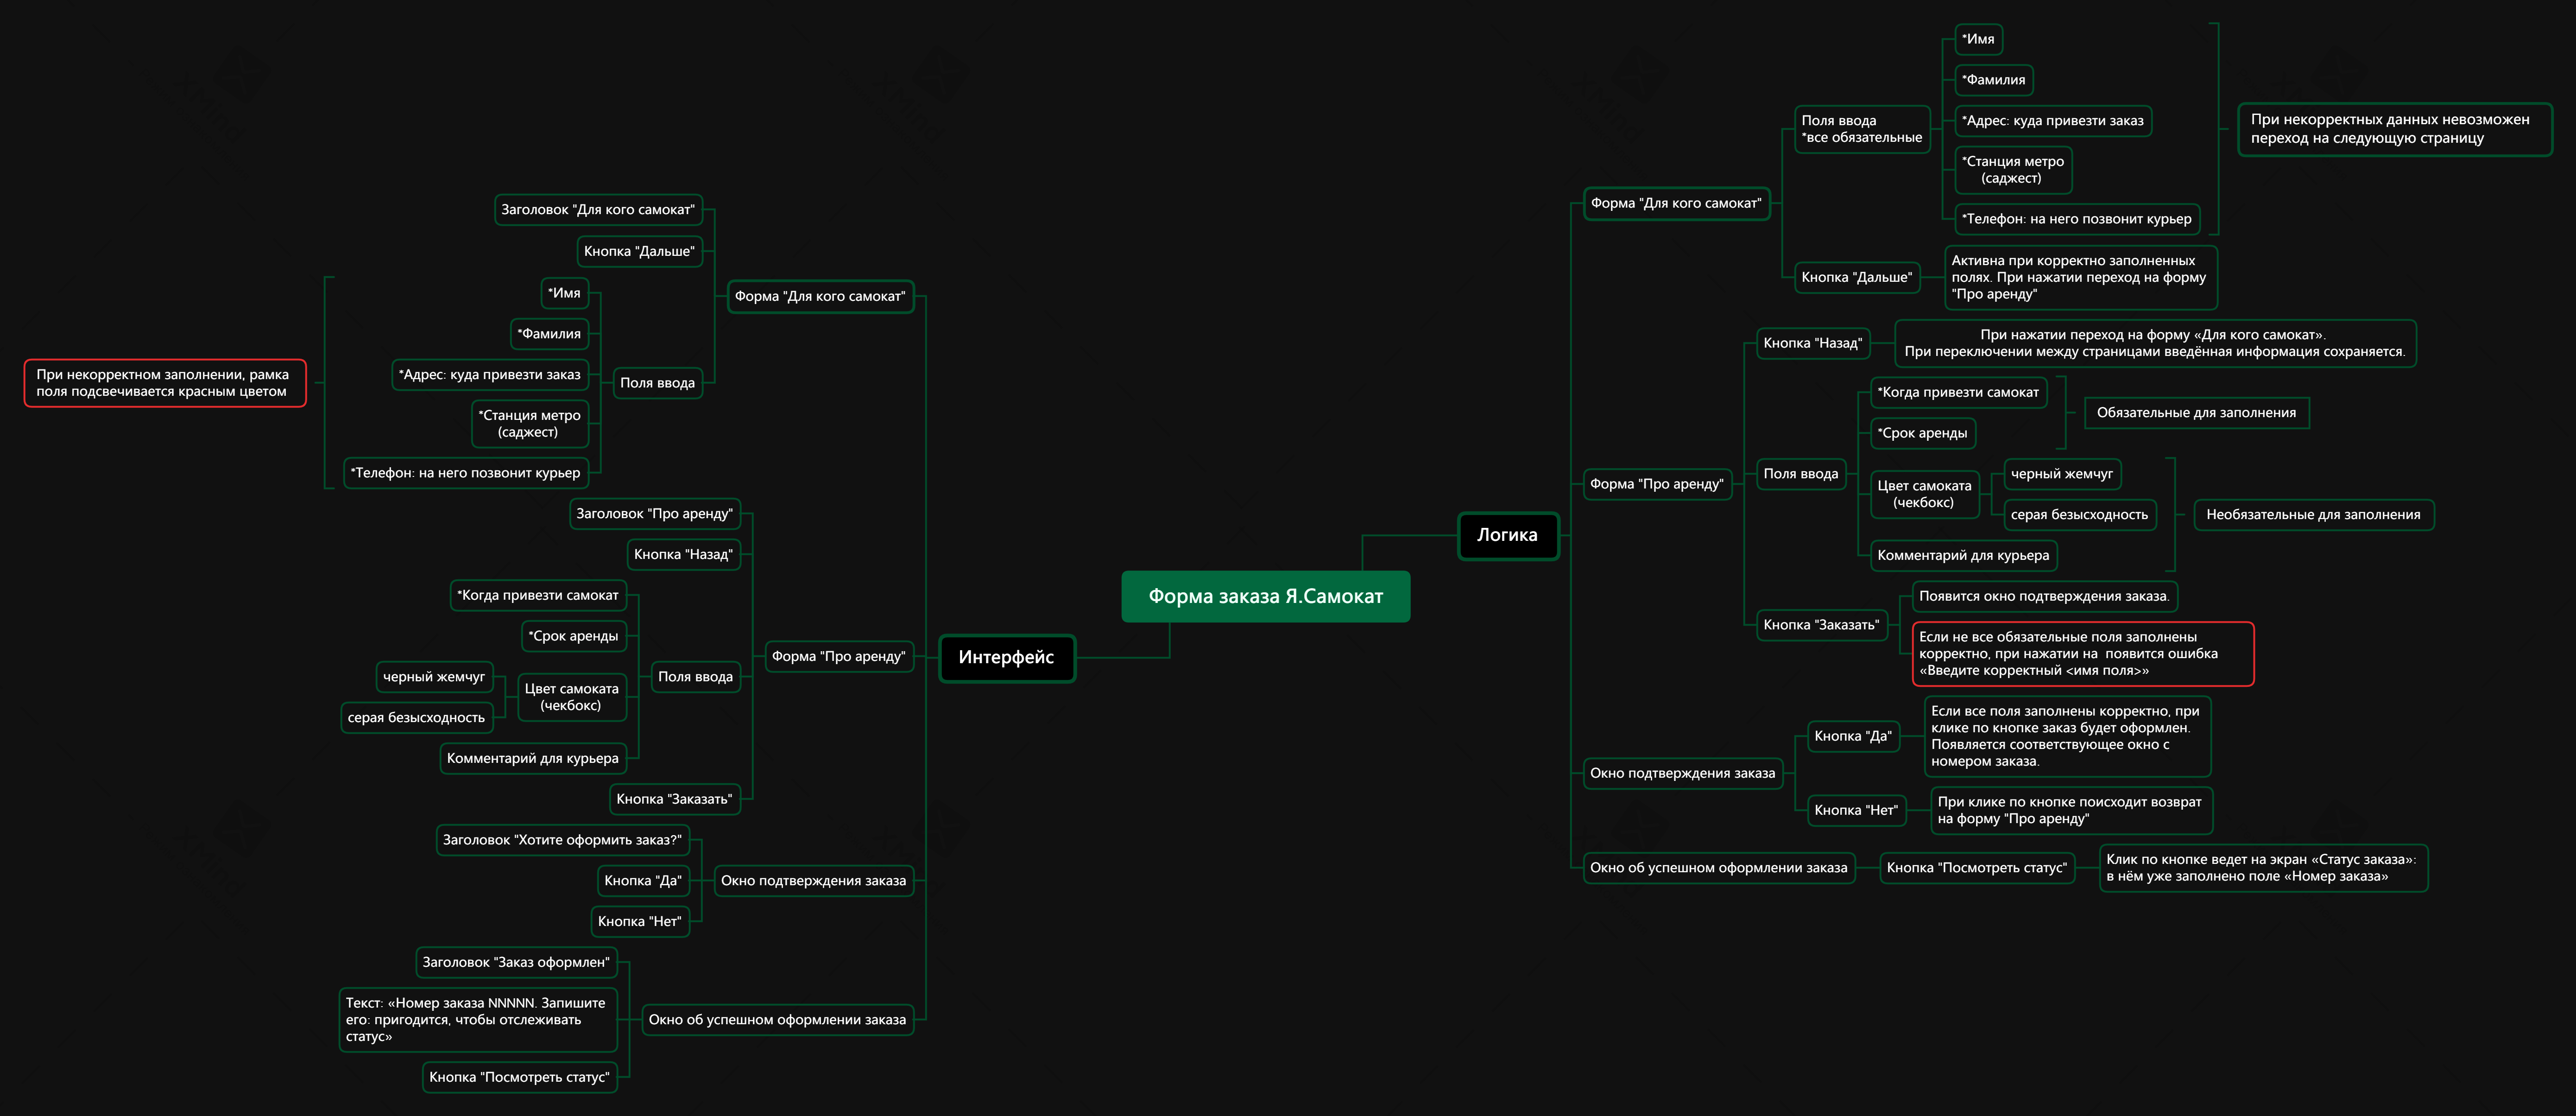 Форма заказа Я.Самокат
Логика
Форма "Для кого самокат"
Поля ввода
*все обязательные
*Имя
*Фамилия
*Адрес: куда привезти заказ
*Станция метро
(саджест)
*Телефон: на него позвонит курьер
При некорректных данных невозможен
переход на следующую страницу
Кнопка "Дальше"
Активна при корректно заполненных
полях. При нажатии переход на форму
"Про аренду"
Форма "Про аренду"
Кнопка "Назад"
При нажатии переход на форму «Для кого самокат».
При переключении между страницами введённая информация сохраняется.
Поля ввода
*Когда привезти самокат
*Срок аренды
Обязательные для заполнения
Цвет самоката
(чекбокс)
черный жемчуг
серая безысходность
Комментарий для курьера
Необязательные для заполнения
Кнопка "Заказать"
Появится окно подтверждения заказа.
Если не все обязательные поля заполнены
корректно, при нажатии на  появится ошибка
«Введите корректный <имя поля>»
Окно подтверждения заказа
Кнопка "Да"
Если все поля заполнены корректно, при
клике по кнопке заказ будет оформлен.
Появляется соответствующее окно с
номером заказа.
Кнопка "Нет"
При клике по кнопке поисходит возврат
на форму "Про аренду"
Окно об успешном оформлении заказа
Кнопка "Посмотреть статус"
Клик по кнопке ведет на экран «Статус заказа»:
в нём уже заполнено поле «Номер заказа»
Интерфейс
Форма "Для кого самокат"
Заголовок "Для кого самокат"
Кнопка "Дальше"
Поля ввода
*Имя
*Фамилия
*Адрес: куда привезти заказ
*Станция метро
(саджест)
*Телефон: на него позвонит курьер
При некорректном заполнении, рамка
поля подсвечивается красным цветом
Форма "Про аренду"
Заголовок "Про аренду"
Кнопка "Назад"
Поля ввода
*Когда привезти самокат
*Срок аренды
Цвет самоката
(чекбокс)
черный жемчуг
серая безысходность
Комментарий для курьера
Кнопка "Заказать"
Окно подтверждения заказа
Заголовок "Хотите оформить заказ?"
Кнопка "Да"
Кнопка "Нет"
Окно об успешном оформлении заказа
Заголовок "Заказ оформлен"
Текст: «Номер заказа NNNNN. Запишите
его: пригодится, чтобы отслеживать
статус»
Кнопка "Посмотреть статус"
XMind
XMind
XMind
XMind